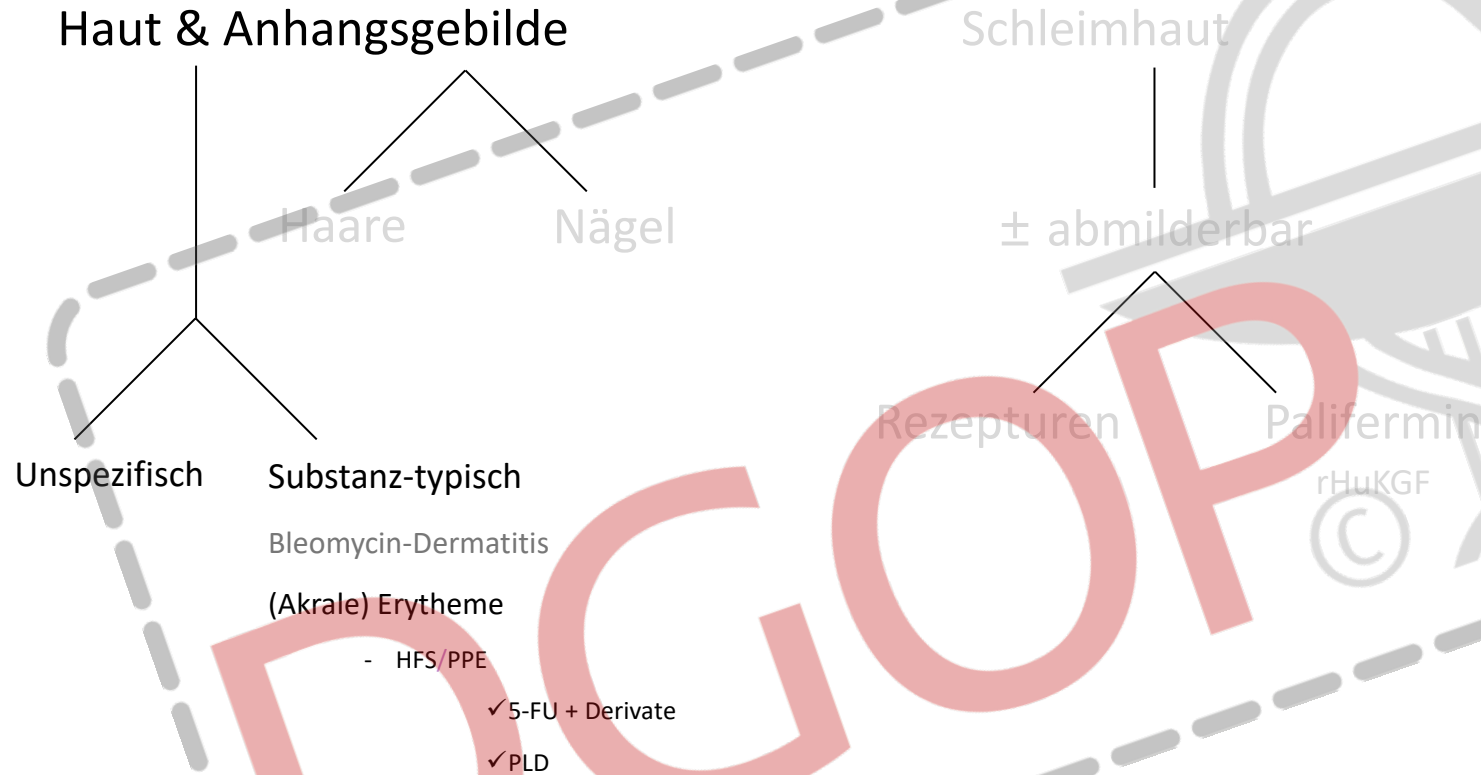 Haut & Anhangsgebilde
Schleimhaut
Haare
Nägel
± abmilderbar
Rezepturen
Palifermin
rHuKGF
Unspezifisch
Substanz-typisch
Bleomycin-Dermatitis
(Akrale) Erytheme
- HFS/PPE
✓5-FU + Derivate
✓PLD
DGOP
©